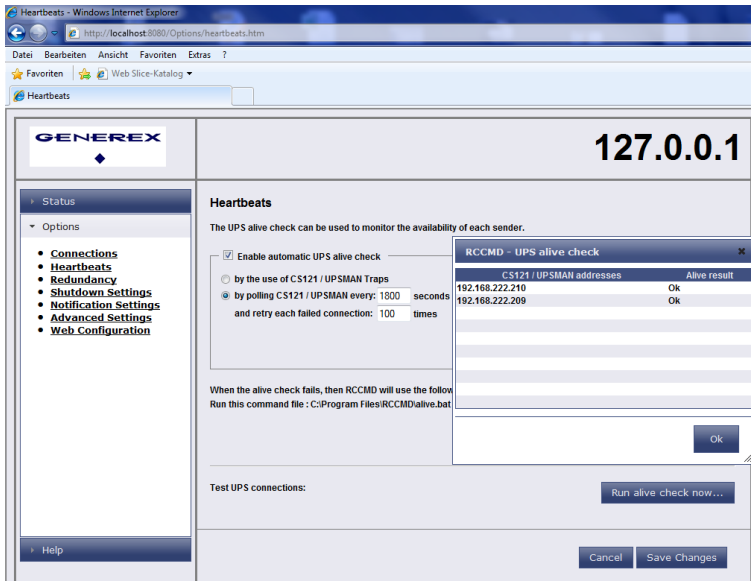 Heartbeats - Windows Internet Explorer
http://localhost:8080/Options/heartbeats.htm
Datei Bearbeiten Ansicht Favoriten Extras ?
Favoriten Web Slice-Katalog
Heartbeats
GENEREX
127.0.0.1
Status
Options
Connections
Heartbeats
Redundancy
Shutdown Settings
Notification Settings
Advanced Settings
Web Configuration
Help
Heartbeats
The UPS alive check can be used to monitor the availability of each sender.
Enable automatic UPS alive check
by the use of CS121 / UPSMAN Traps
by polling CS121 / UPSMAN every: 1800 seconds
and retry each failed connection: 100 times
When the alive check fails, then RCCMD will use the follow
Run this command file : C:\Program Files\RCCMD\alive.bat
RCCMD - UPS alive check
CS121 / UPSMAN addresses Alive result
192.168.222.210 Ok
192.168.222.209 Ok
Ok
Test UPS connections:
Run alive check now...
Cancel Save Changes